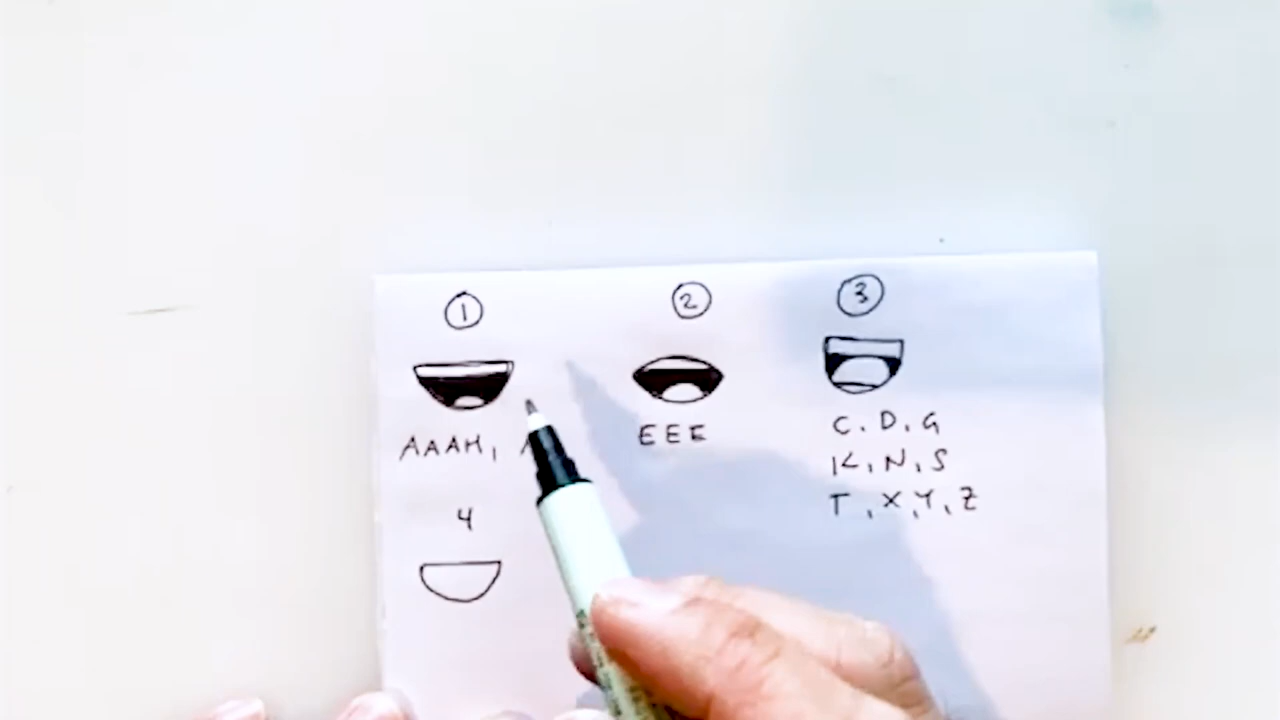 1 2 3
AAAH, EEE C, D, G
K, N, S
T, X, Y, Z
4